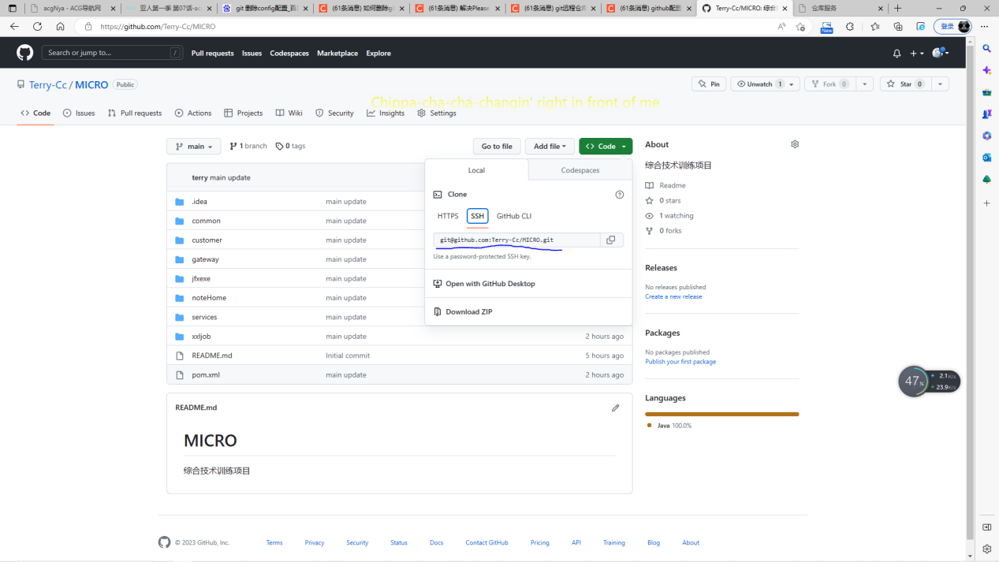 acgNya - ACG导航网
亚人第一季 第07话-ac
git 删除config配置_百
(61条消息) 如何删除gi
(61条消息) 解决Please
(61条消息) git远程仓库
(61条消息) github配置
Terry-Cc/MICRO: 综合
仓库服务
https://github.com/Terry-Cc/MICRO
New
登录
Search or jump to...
/
Pull requests
Issues
Codespaces
Marketplace
Explore
Terry-Cc / MICRO
Public
Pin
Unwatch 1
Fork 0
Star 0
Chippa-cha-cha-changin' right in front of me
Code
Issues
Pull requests
Actions
Projects
Wiki
Security
Insights
Settings
main
1 branch
0 tags
Go to file
Add file
Code
terry main update
.idea main update
common main update
customer main update
gateway main update
jfxexe main update
noteHome main update
services main update
xxljob main update 2 hours ago
README.md Initial commit 5 hours ago
pom.xml main update 2 hours ago
Local
Codespaces
Clone
HTTPS
SSH
GitHub CLI
git@github.com:Terry-Cc/MICRO.git
Use a password-protected SSH key.
Open with GitHub Desktop
Download ZIP
README.md
MICRO
综合技术训练项目
About
综合技术训练项目
Readme
0 stars
1 watching
0 forks
Releases
No releases published
Create a new release
Packages
No packages published
Publish your first package
Languages
Java 100.0%
47%
2.1K/s
23.9K/s
© 2023 GitHub, Inc.
Terms
Privacy
Security
Status
Docs
Contact GitHub
Pricing
API
Training
Blog
About